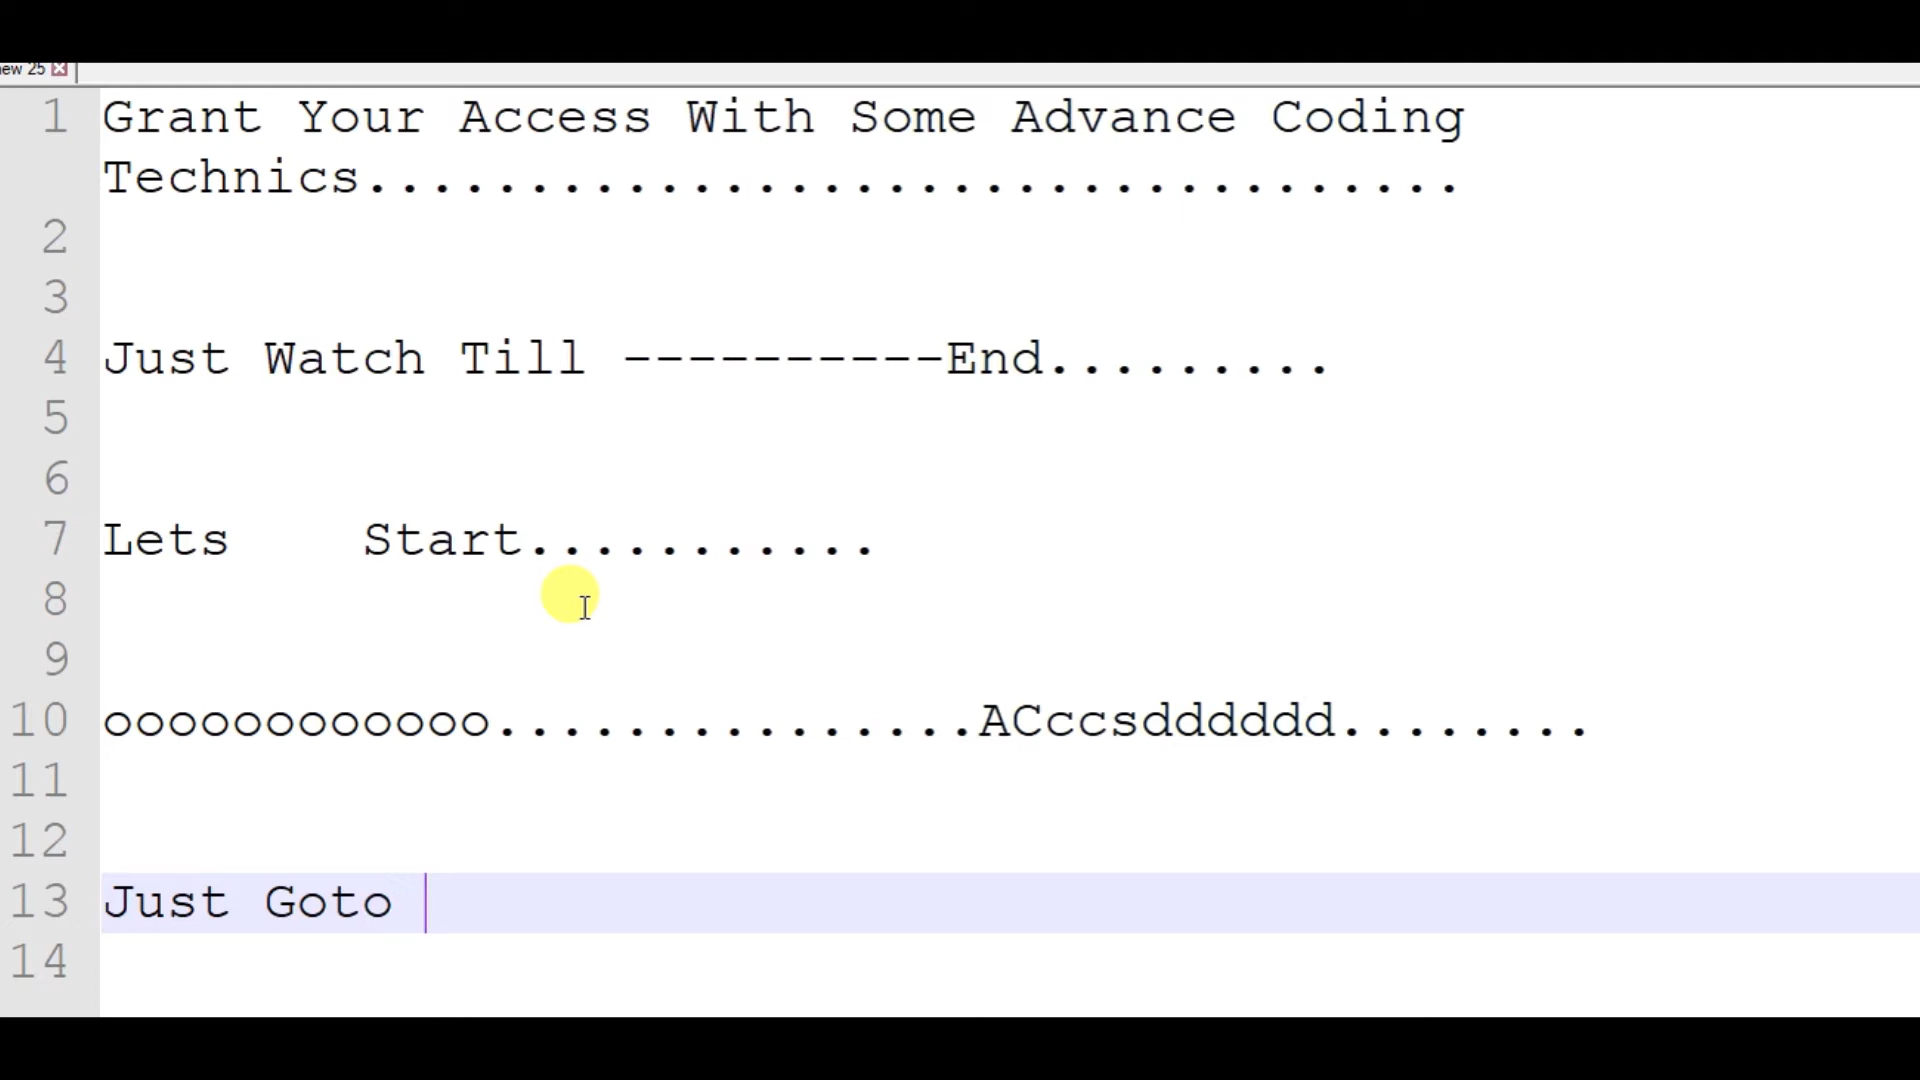 ew 25
1 Grant Your Access With Some Advance Coding
Technics..................................
2
3
4 Just Watch Till ----------End.........
5
6
7 Lets    Start...........
8
9
10 oooooooooooo...............ACccsdddddd........
11
12
13 Just Goto
14